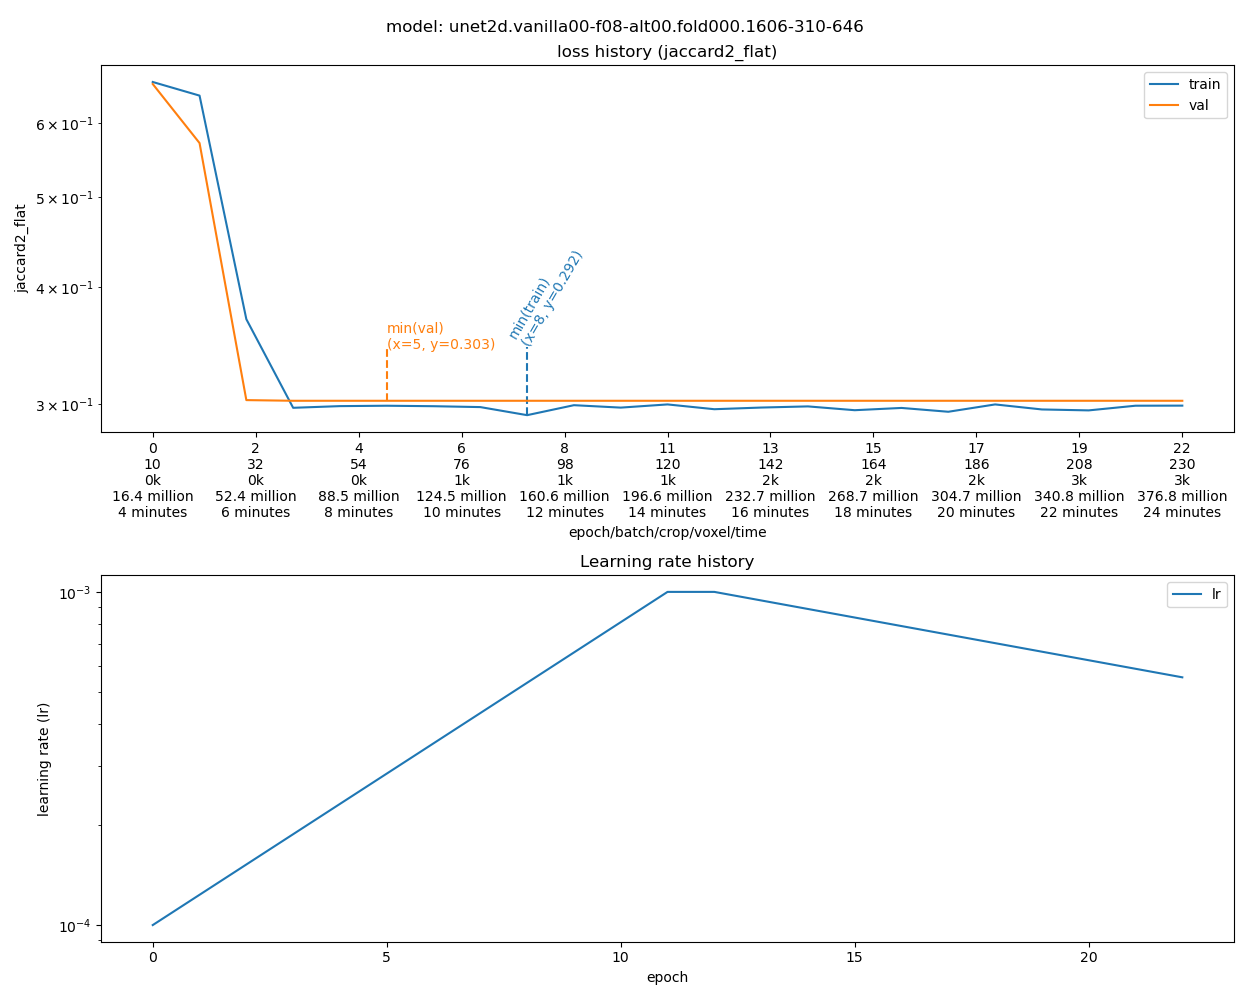 model: unet2d.vanilla00-f08-alt00.fold000.1606-310-646
loss history (jaccard2_flat)
train
val
6 × 10⁻¹
5 × 10⁻¹
4 × 10⁻¹
3 × 10⁻¹
jaccard2_flat
min(val)
(x=5, y=0.303)
min(train)
(x=8, y=0.292)
0 2 4 6 8 11 13 15 17 19 22
10 32 54 76 98 120 142 164 186 208 230
0k 0k 0k 1k 1k 1k 2k 2k 2k 3k 3k
16.4 million 52.4 million 88.5 million 124.5 million 160.6 million 196.6 million 232.7 million 268.7 million 304.7 million 340.8 million 376.8 million
4 minutes 6 minutes 8 minutes 10 minutes 12 minutes 14 minutes 16 minutes 18 minutes 20 minutes 22 minutes 24 minutes
epoch/batch/crop/voxel/time
Learning rate history
lr
10⁻³
10⁻⁴
learning rate (lr)
0 5 10 15 20
epoch